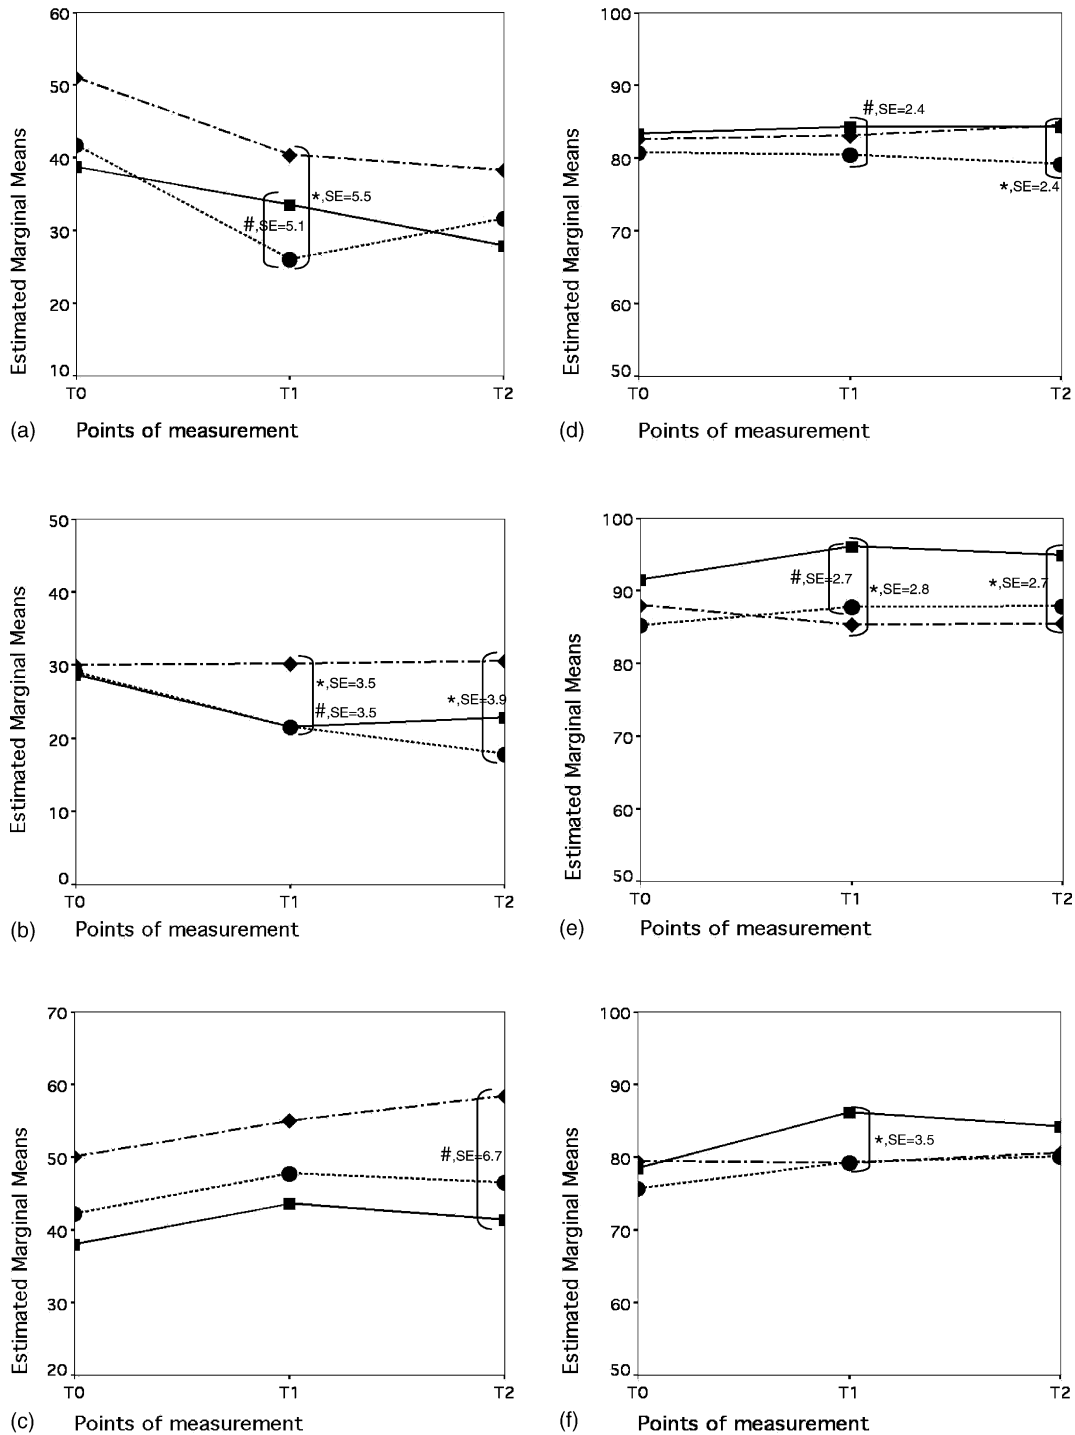 60
50
40
30
20
10
Estimated Marginal Means
*,SE=5.5
#,SE=5.1
T0 T1 T2
(a) Points of measurement
100
90
80
70
60
50
Estimated Marginal Means
#,SE=2.4
*,SE=2.4
T0 T1 T2
(d) Points of measurement
50
40
30
20
10
0
Estimated Marginal Means
*,SE=3.5
#,SE=3.5
*,SE=3.9
T0 T1 T2
(b) Points of measurement
100
90
80
70
60
50
Estimated Marginal Means
#,SE=2.7
*,SE=2.8
*,SE=2.7
T0 T1 T2
(e) Points of measurement
70
60
50
40
30
20
Estimated Marginal Means
#,SE=6.7
T0 T1 T2
(c) Points of measurement
100
90
80
70
60
50
Estimated Marginal Means
*,SE=3.5
T0 T1 T2
(f) Points of measurement